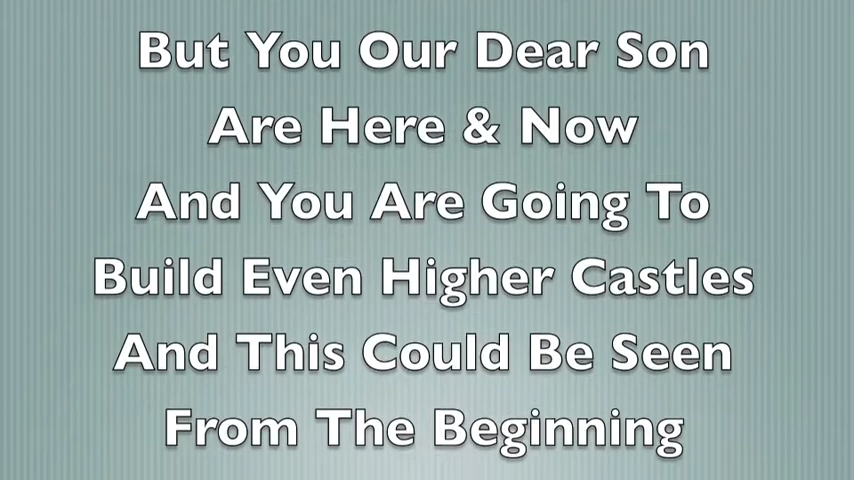 But You Our Dear Son
Are Here & Now
And You Are Going To
Build Even Higher Castles
And This Could Be Seen
From The Beginning